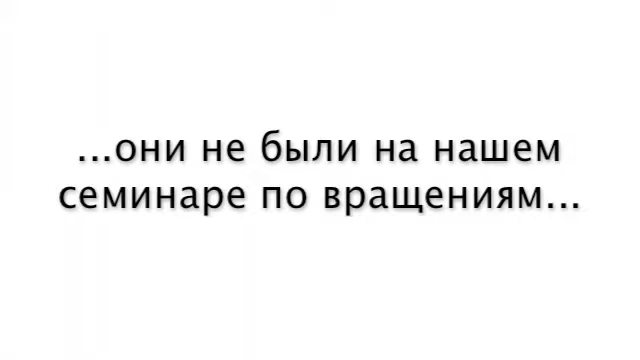 ...они не были на нашем
семинаре по вращениям...